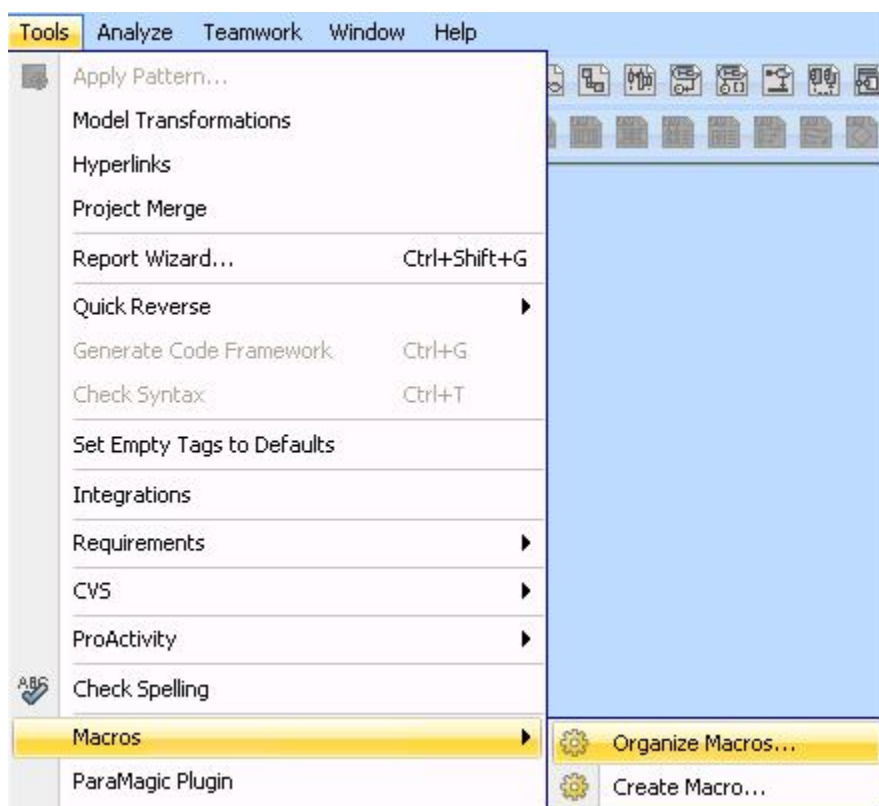 Tools Analyze Teamwork Window Help
Apply Pattern...
Model Transformations
Hyperlinks
Project Merge
Report Wizard... Ctrl+Shift+G
Quick Reverse
Generate Code Framework Ctrl+G
Check Syntax Ctrl+T
Set Empty Tags to Defaults
Integrations
Requirements
CVS
ProActivity
ABC Check Spelling
Macros Organize Macros...
ParaMagic Plugin Create Macro...